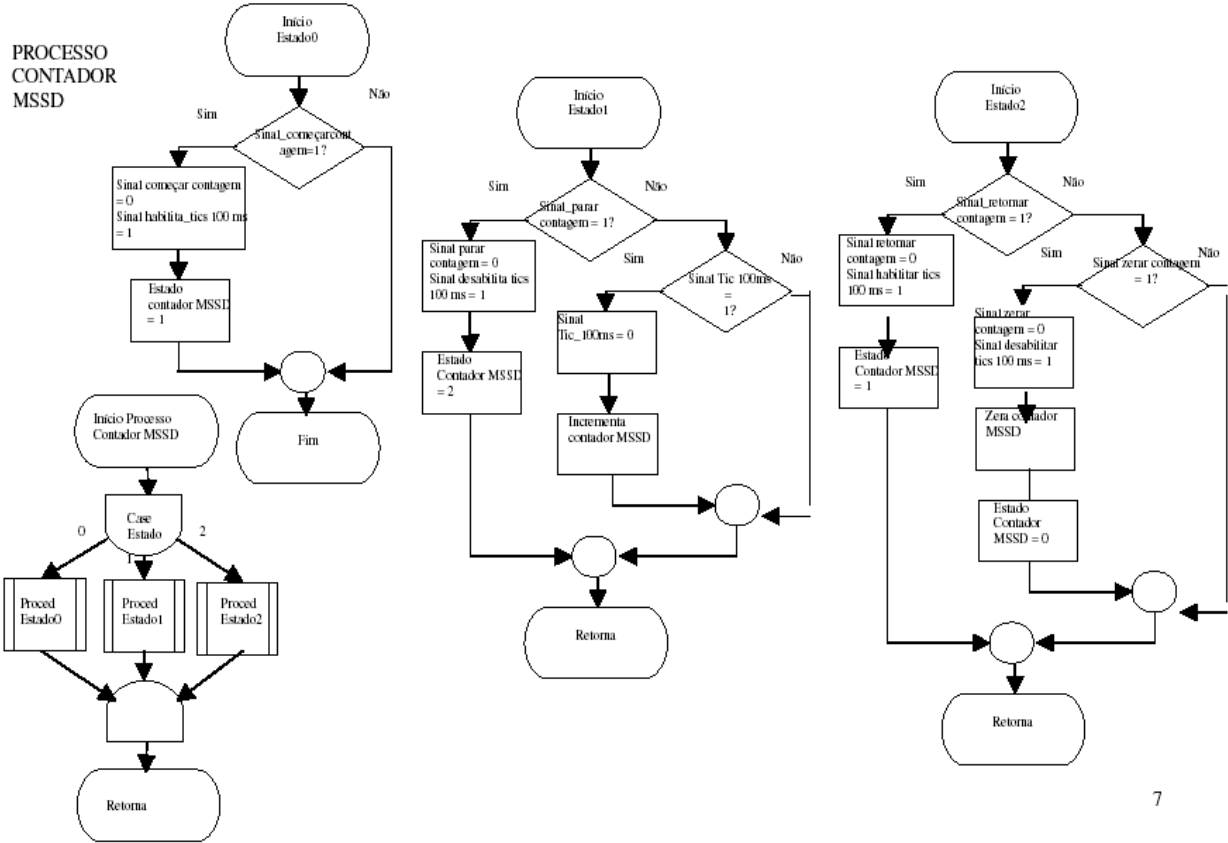 PROCESSO
CONTADOR
MSSD
Início
Estado0
Sim
Não
Sinal_começarcont
agem=1?
Sinal começar contagem
= 0
Sinal habilita_tics 100 ms
= 1
Estado
contador MSSD
= 1
Fim
Início Processo
Contador MSSD
Case
Estado
0
1
2
Proced
Estado0
Proced
Estado1
Proced
Estado2
Retorna
Início
Estado1
Sim
Não
Sinal_parar
contagem = 1?
Sinal parar
contagem = 0
Sinal desabilita tics
100 ms = 1
Estado
Contador MSSD
= 2
Sim
Não
Sinal Tic 100ms
=
1?
Sinal
Tic_100ms = 0
Incrementa
contador MSSD
Retorna
Início
Estado2
Sim
Não
Sinal_retornar
contagem = 1?
Sinal retornar
contagem = 0
Sinal habilitar tics
100 ms = 1
Estado
Contador MSSD
= 1
Sim
Não
Sinal zerar contagem
= 1?
Sinal zerar
contagem = 0
Sinal desabilitar
tics 100 ms = 1
Zera contador
MSSD
Estado
Contador
MSSD = 0
Retorna
7